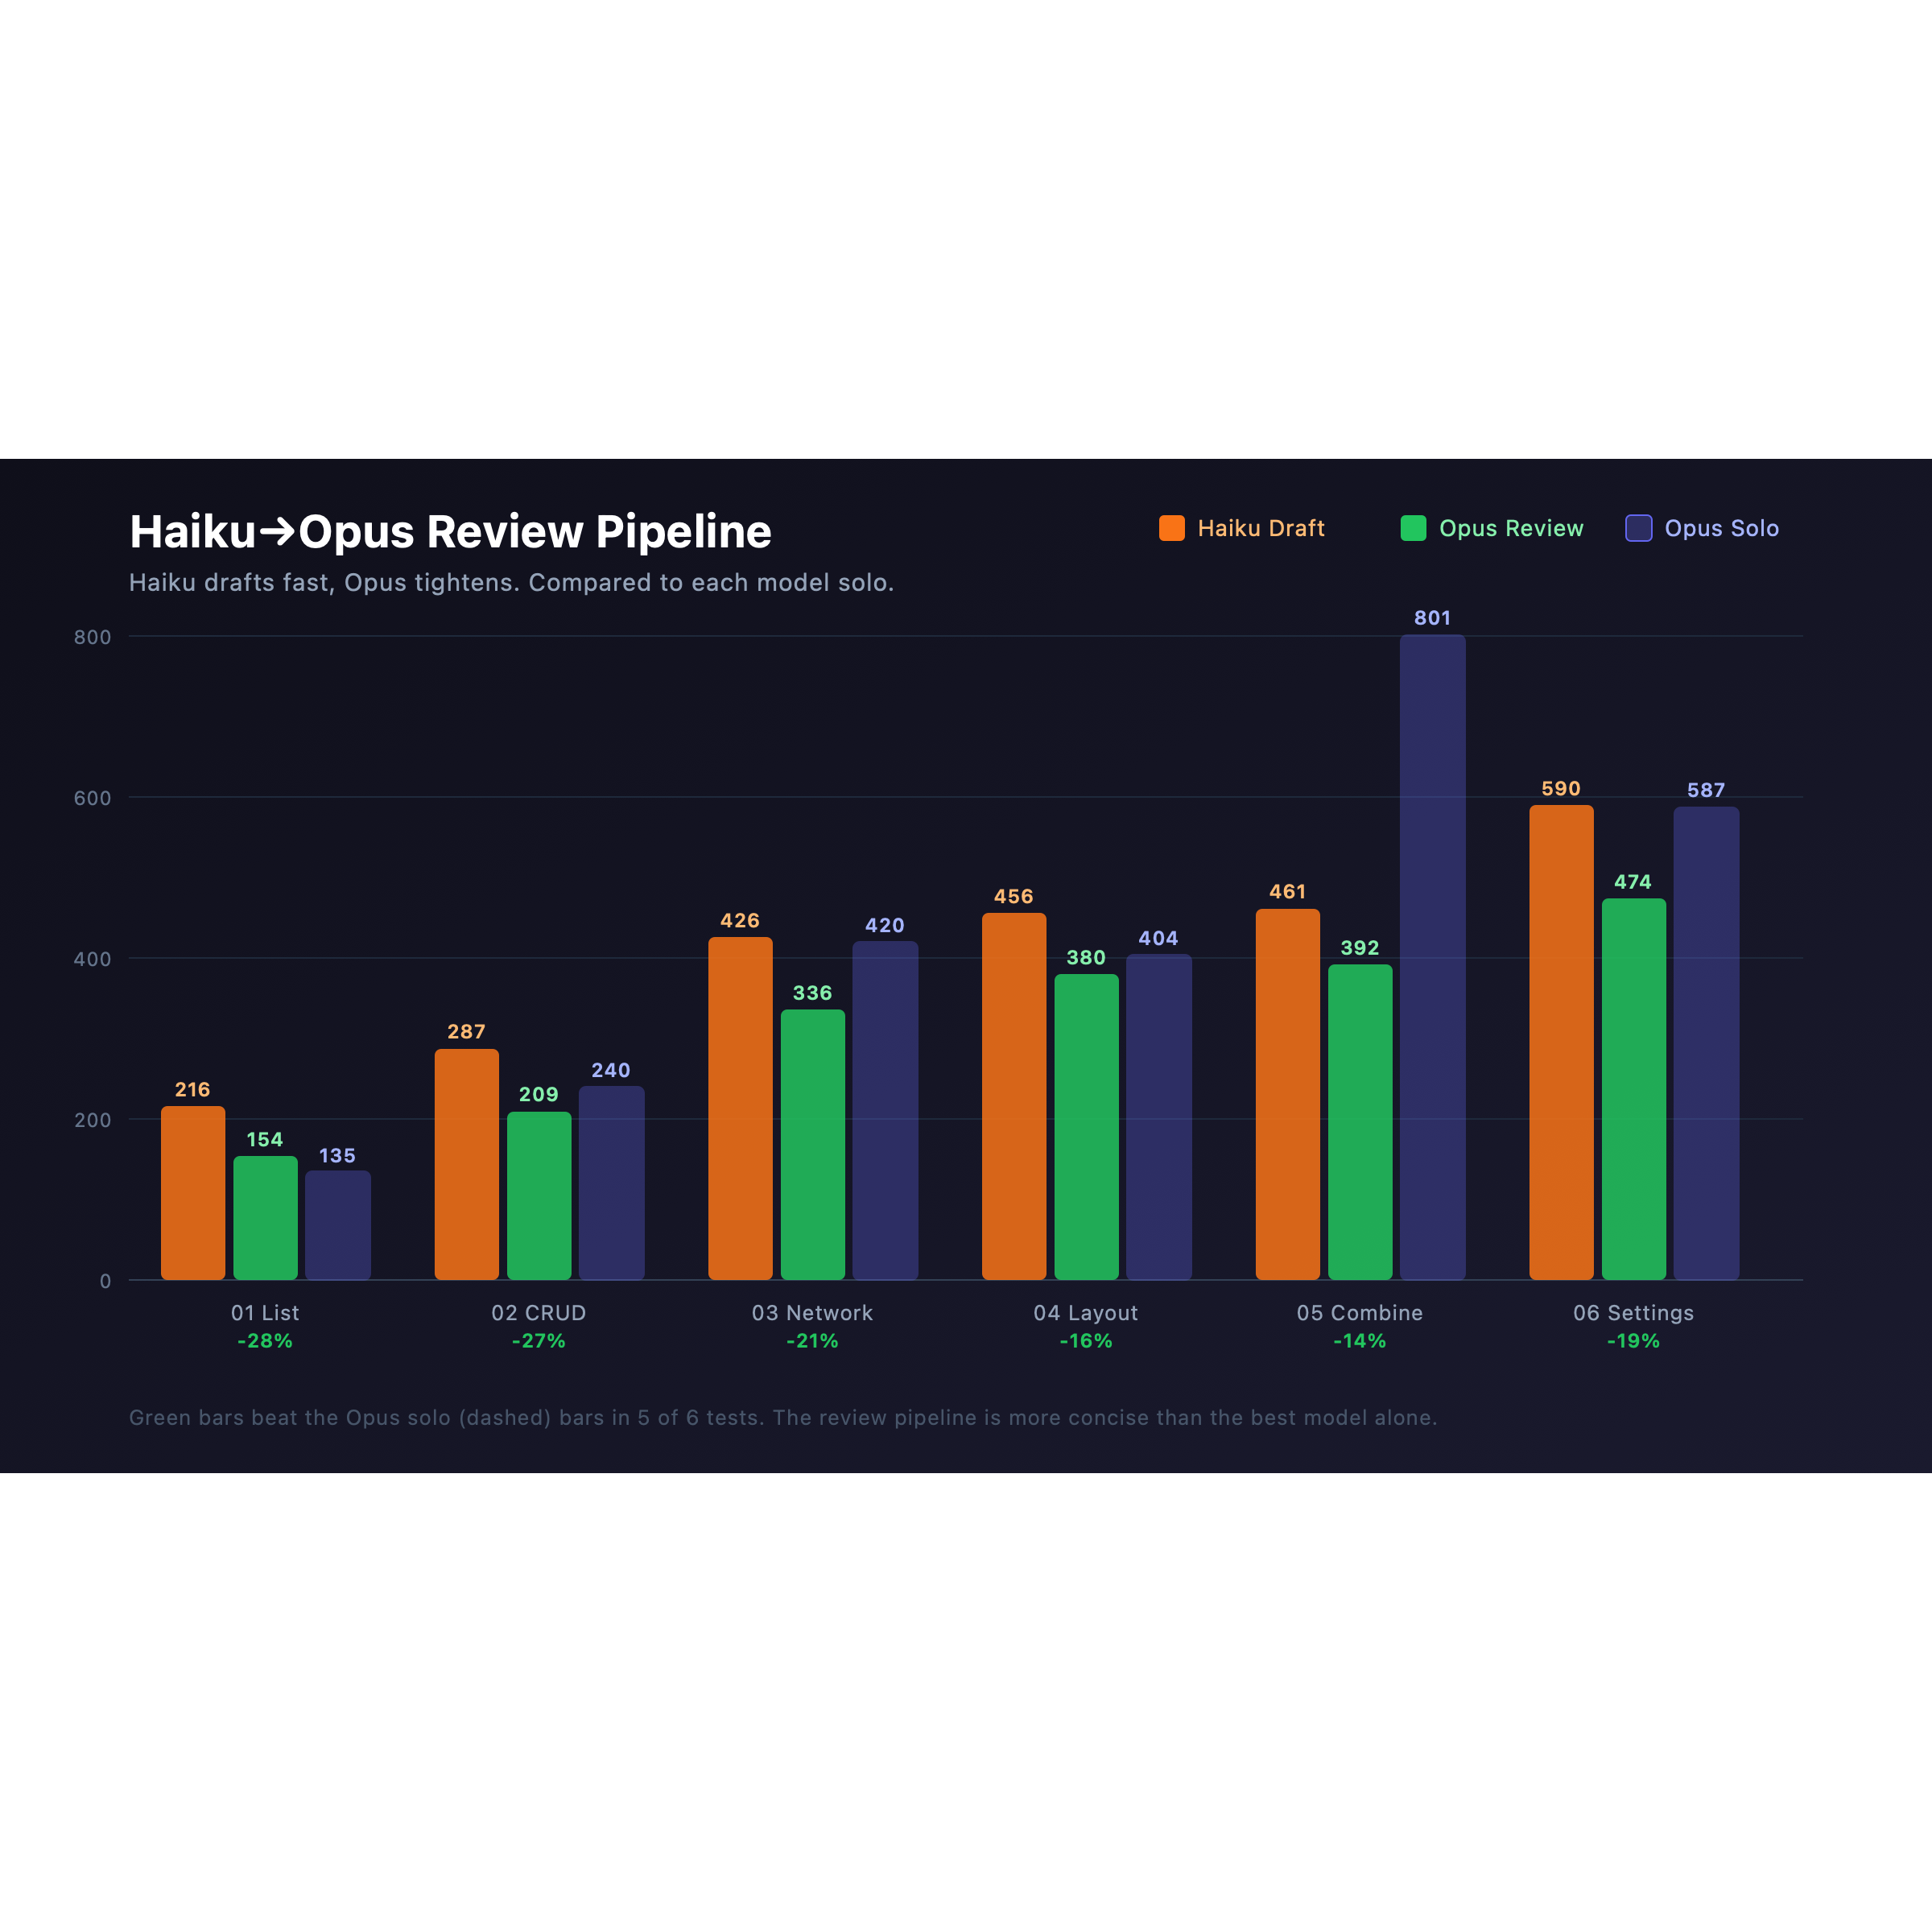 Haiku→Opus Review Pipeline
Haiku Draft
Opus Review
Opus Solo
Haiku drafts fast, Opus tightens. Compared to each model solo.
800
600
400
200
0
216
154
135
287
209
240
426
336
420
456
380
404
461
392
801
590
474
587
01 List
02 CRUD
03 Network
04 Layout
05 Combine
06 Settings
-28%
-27%
-21%
-16%
-14%
-19%
Green bars beat the Opus solo (dashed) bars in 5 of 6 tests. The review pipeline is more concise than the best model alone.